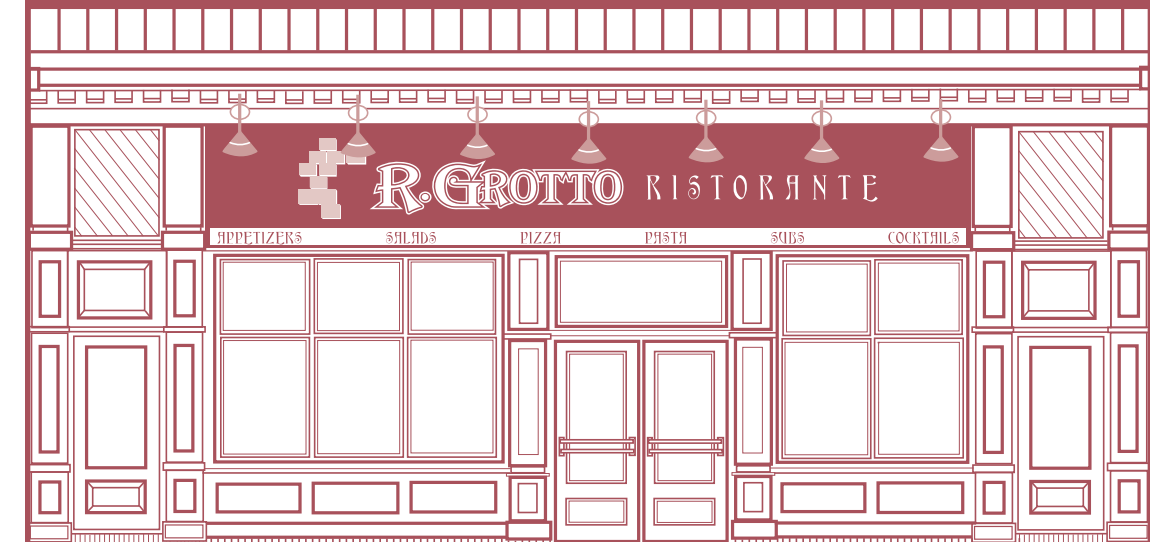 R.GROTTO RISTORANTE
APPETIZERS SALADS PIZZA PASTA SUBS COCKTAILS